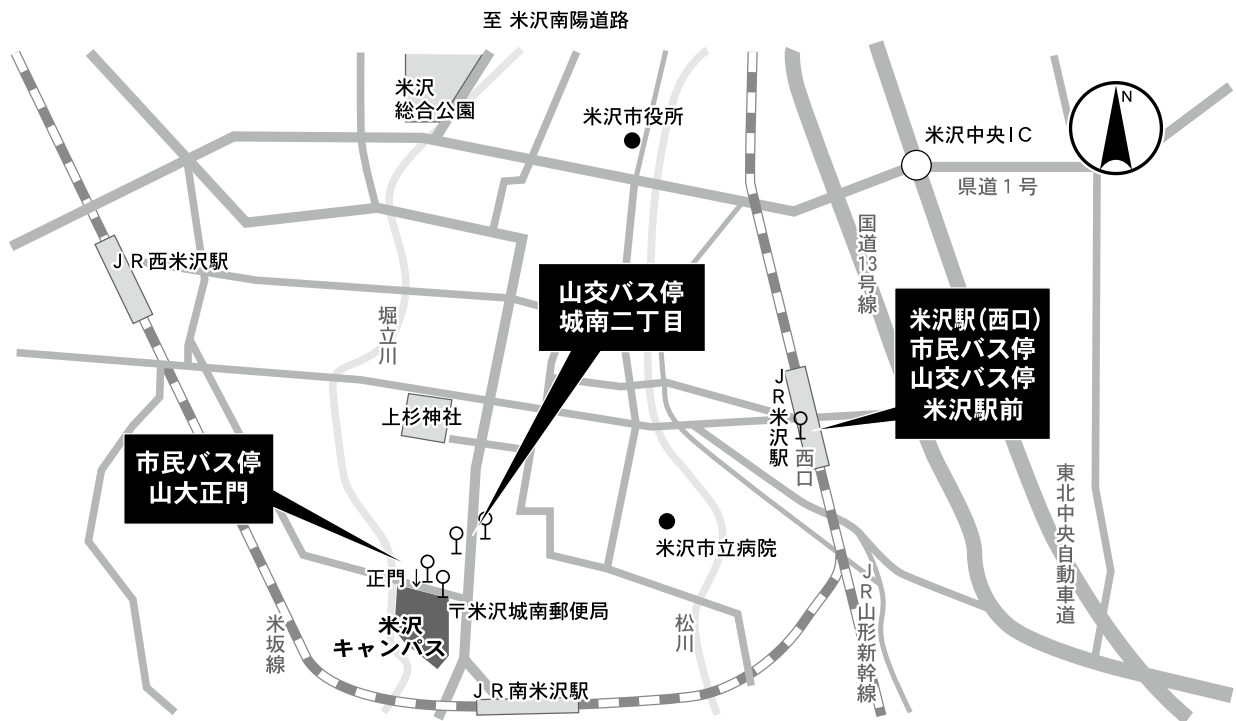 至 米沢南陽道路
米沢
総合公園
米沢市役所
N
米沢中央IC
県道1号
国道13号線
JR西米沢駅
山交バス停
城南二丁目
堀立川
米沢駅(西口)
市民バス停
山交バス停
米沢駅前
JR米沢駅
西口
上杉神社
市民バス停
山大正門
東北中央自動車道
米沢市立病院
正門↓
〒米沢城南郵便局
米沢
キャンパス
米坂線
松川
JR山形新幹線
JR南米沢駅